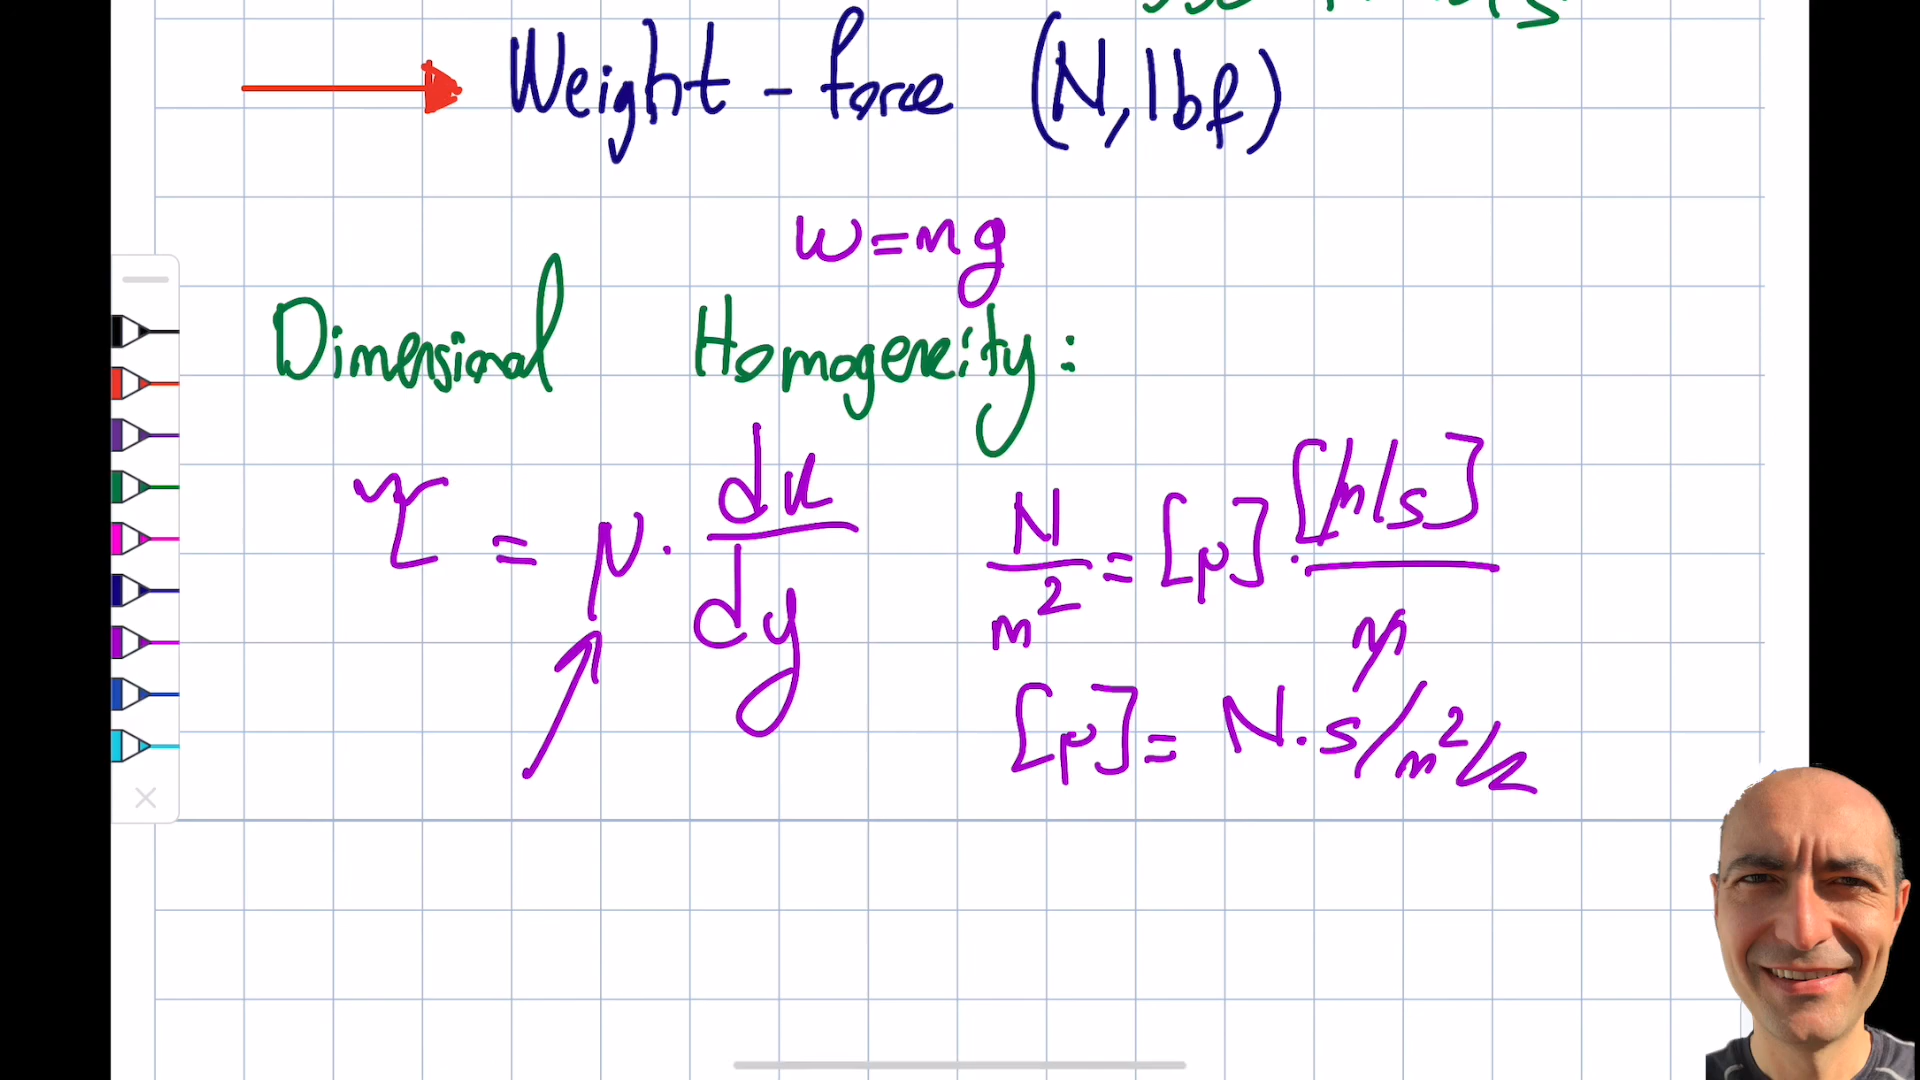 Weight - force (N, lbf)
w=mg
Dimensional Homogeneity:
τ = μ · du/dy
N/m² = [μ] · [m/s]/m
[μ] = N·s/m²